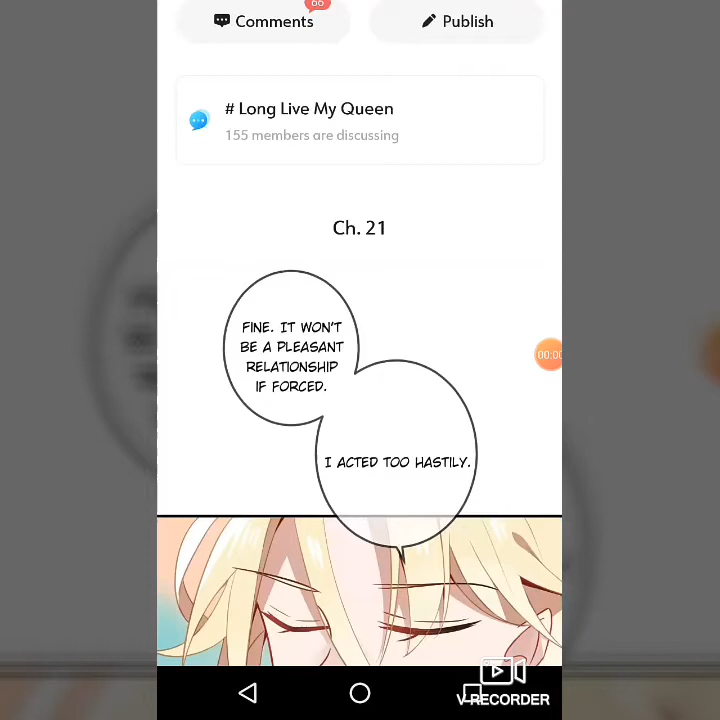 66
Comments
Publish
# Long Live My Queen
155 members are discussing
Ch. 21
FINE. IT WON'T
BE A PLEASANT
RELATIONSHIP
IF FORCED.
I ACTED TOO HASTILY.
V RECORDER